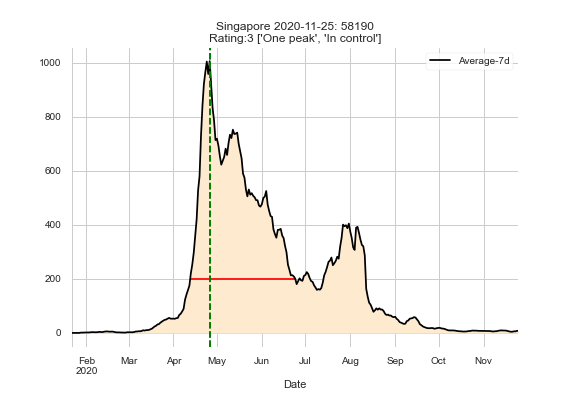 Singapore 2020-11-25: 58190
Rating:3 ['One peak', 'In control']
Average-7d
1000
800
600
400
200
0
Feb Mar Apr May Jun Jul Aug Sep Oct Nov
2020
Date